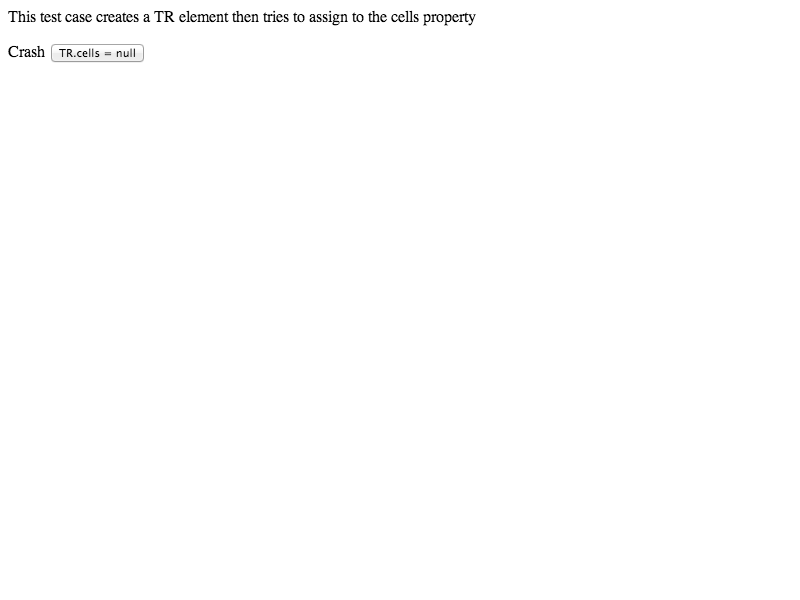 This test case creates a TR element then tries to assign to the cells property
Crash TR.cells = null